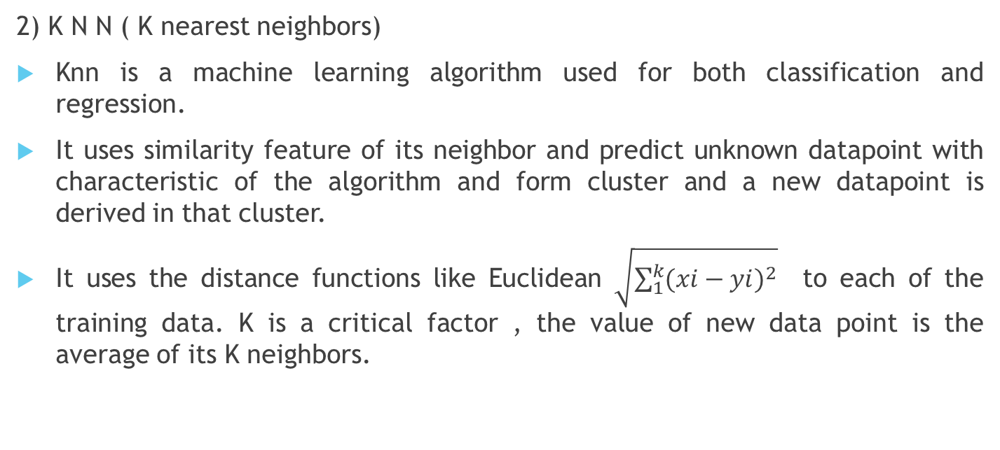 2) K N N ( K nearest neighbors)
Knn is a machine learning algorithm used for both classification and
regression.
It uses similarity feature of its neighbor and predict unknown datapoint with
characteristic of the algorithm and form cluster and a new datapoint is
derived in that cluster.
It uses the distance functions like Euclidean √∑₁ᵏ(xi − yi)² to each of the
training data. K is a critical factor , the value of new data point is the
average of its K neighbors.